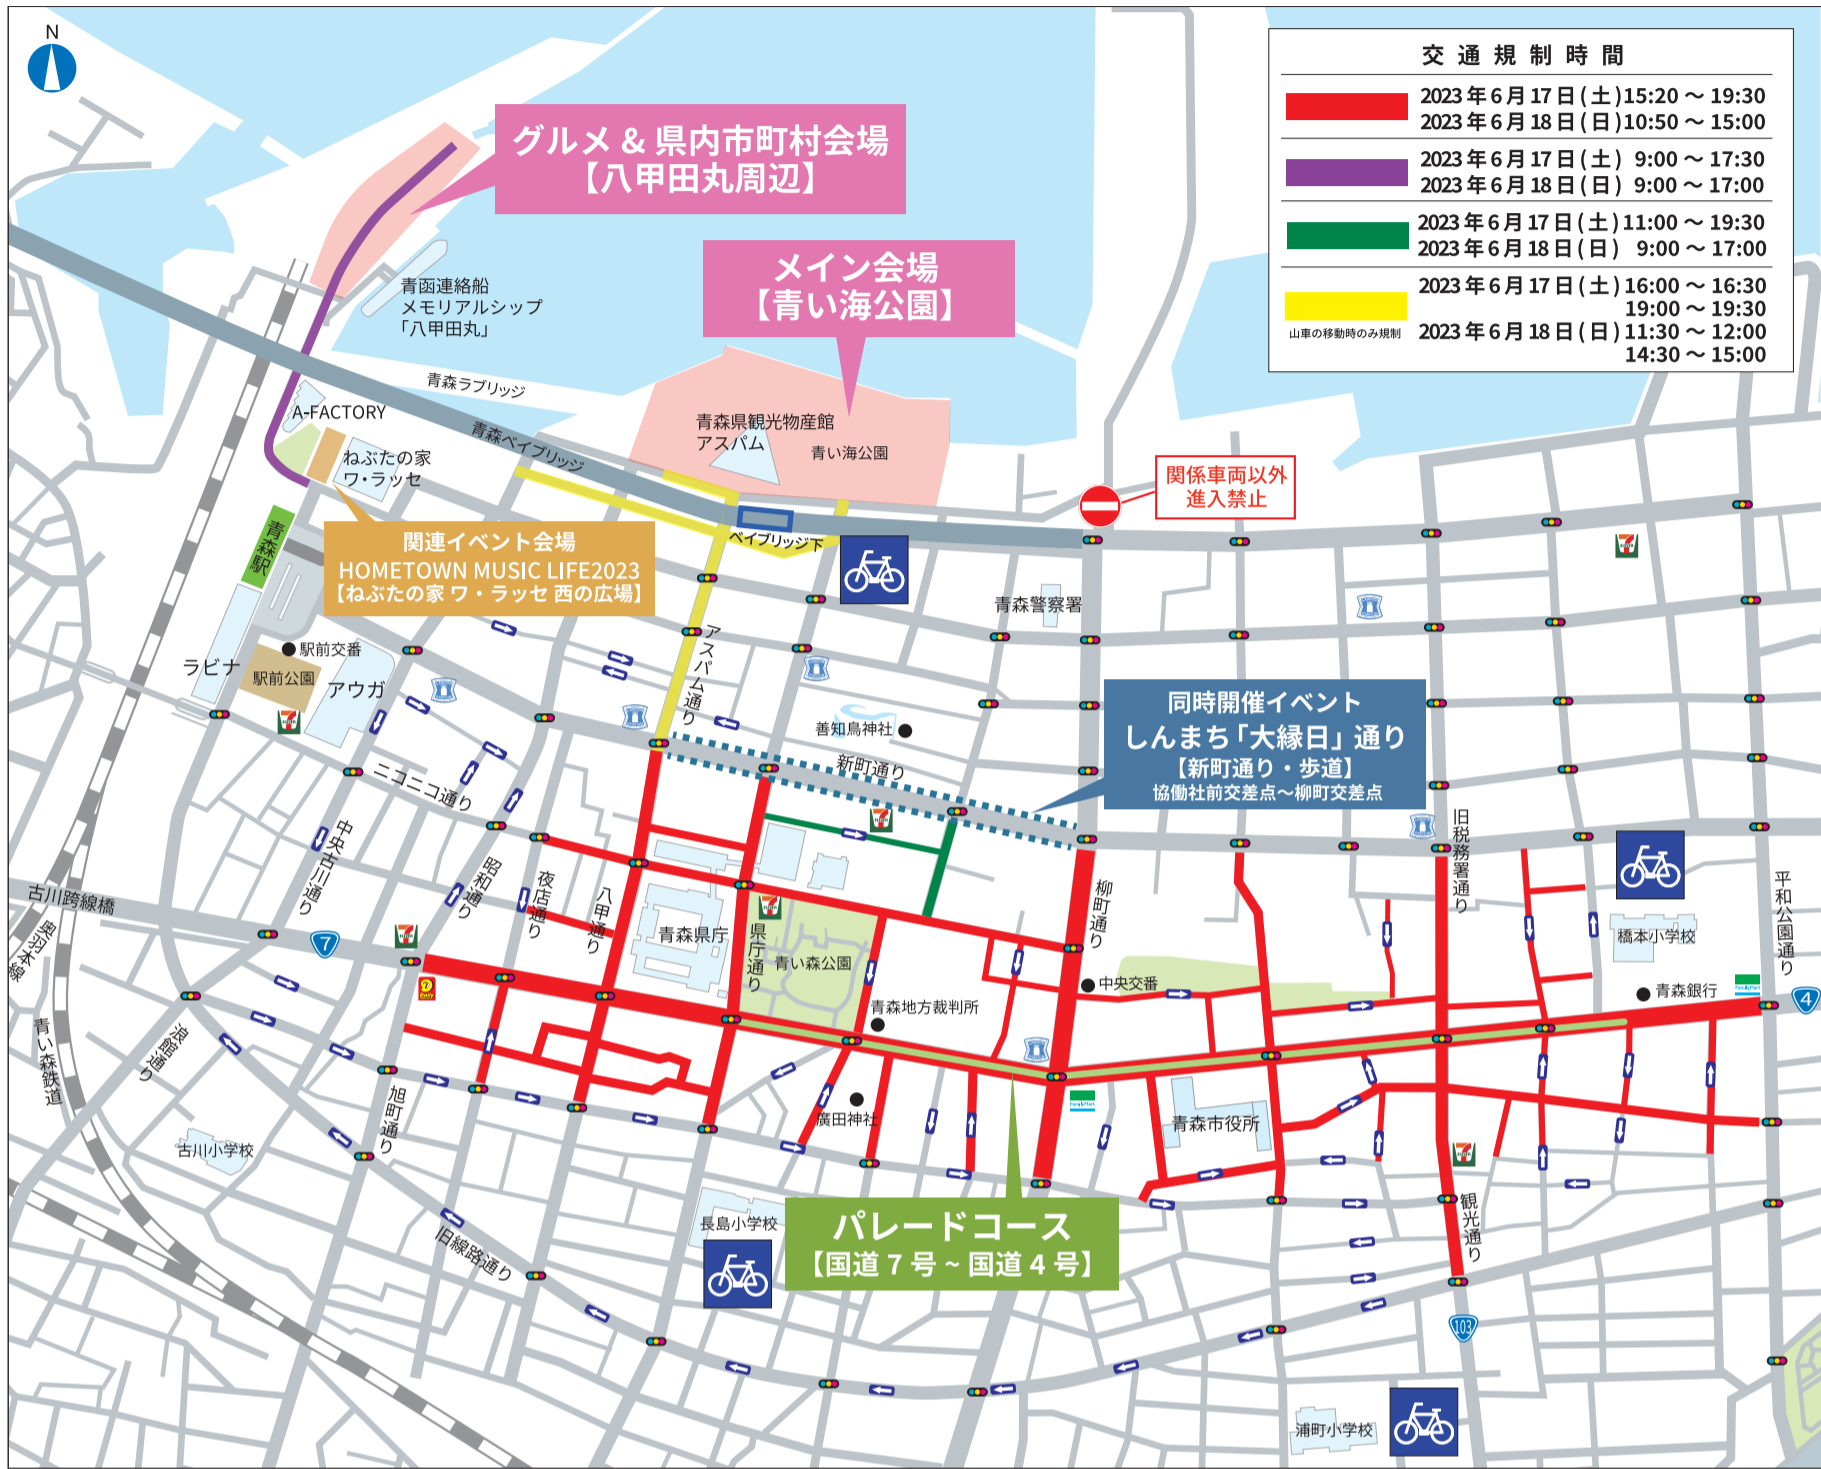 N
交通規制時間
2023年6月17日(土)15:20～19:30
2023年6月18日(日)10:50～15:00
2023年6月17日(土) 9:00～17:30
2023年6月18日(日) 9:00～17:00
2023年6月17日(土)11:00～19:30
2023年6月18日(日) 9:00～17:00
2023年6月17日(土)16:00～16:30
19:00～19:30
山車の移動時のみ規制
2023年6月18日(日)11:30～12:00
14:30～15:00
グルメ&県内市町村会場
【八甲田丸周辺】
メイン会場
【青い海公園】
青函連絡船
メモリアルシップ
「八甲田丸」
青森ラブリッジ
A-FACTORY
青森ベイブリッジ
青森県観光物産館
アスパム
青い海公園
ねぶたの家
ワ・ラッセ
関係車両以外
進入禁止
関連イベント会場
HOMETOWN MUSIC LIFE2023
【ねぶたの家 ワ・ラッセ 西の広場】
ベイブリッジ下
青森駅
青森警察署
アスパム通り
駅前交番
ラビナ
駅前公園
アウガ
善知鳥神社
新町通り
同時開催イベント
しんまち「大縁日」通り
【新町通り・歩道】
協働社前交差点～柳町交差点
ニコニコ通り
中央古川通り
昭和通り
夜店通り
八甲通り
旧税務署通り
柳町通り
平和公園通り
古川跨線橋
奥羽本線
7
青森県庁
県庁通り
青い森公園
橋本小学校
中央交番
青森銀行
4
青森地方裁判所
青い森鉄道
浪館通り
旭町通り
廣田神社
青森市役所
古川小学校
長島小学校
パレードコース
【国道7号~国道4号】
観光通り
旧線路通り
103
浦町小学校
FamilyMart
FamilyMart